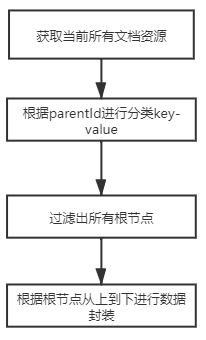 获取当前所有文档资源
根据parentId进行分类key-
value
过滤出所有根节点
根据根节点从上到下进行数据
封装